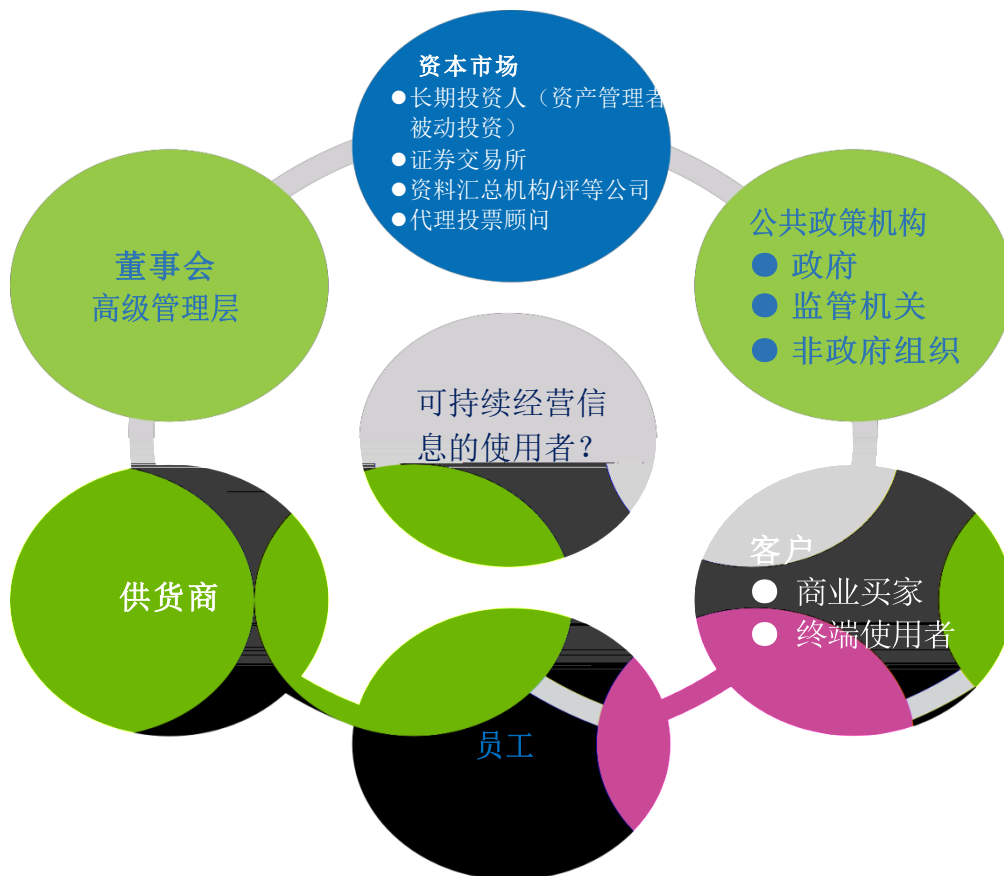 资本市场
●长期投资人（资产管理者
被动投资）
●证券交易所
●资料汇总机构/评等公司
●代理投票顾问
公共政策机构
● 政府
● 监管机关
● 非政府组织
董事会
高级管理层
可持续经营信
息的使用者？
客户
● 商业买家
● 终端使用者
供货商
员工